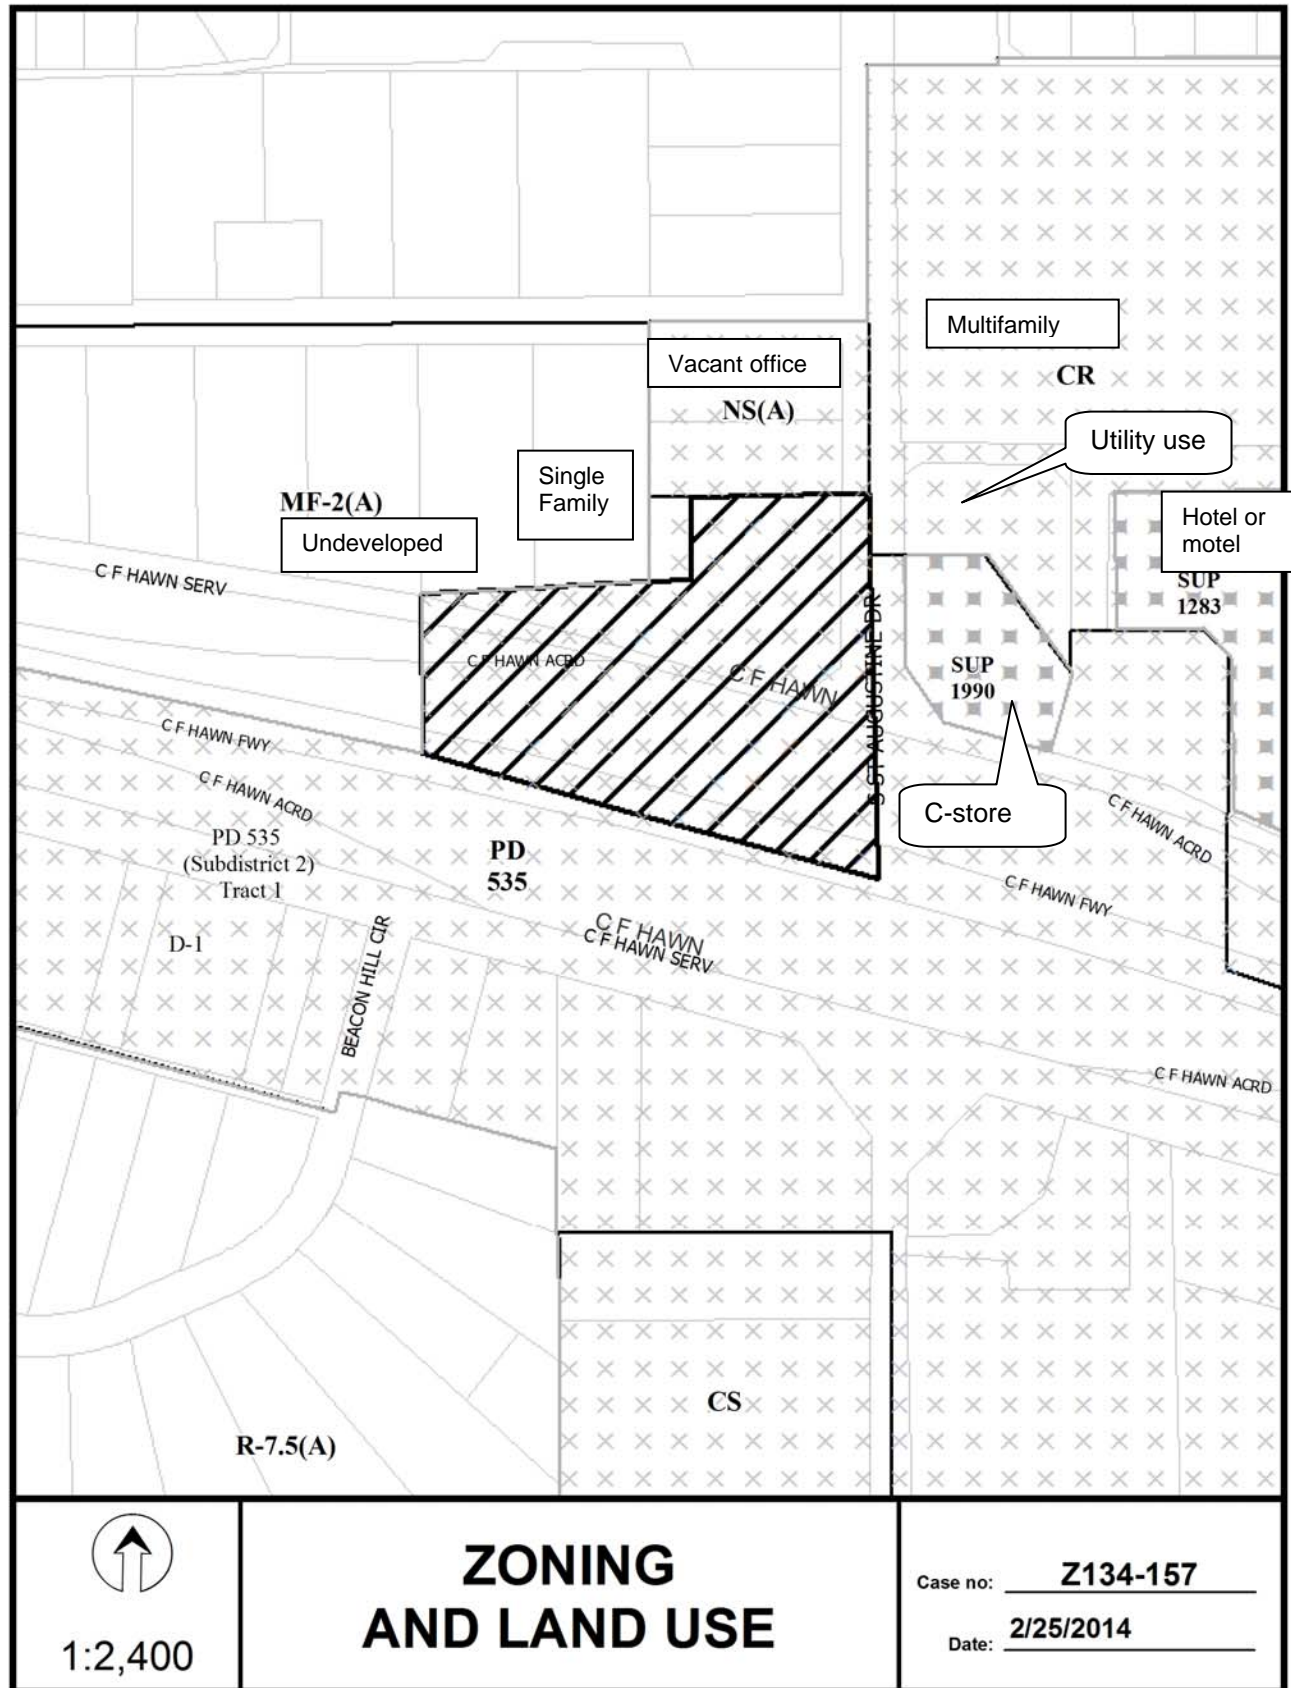 Multifamily
CR
Vacant office
NS(A)
Utility use
Single
Family
MF-2(A)
Undeveloped
Hotel or
motel
SUP
1283
C F HAWN SERV
C F HAWN ACRD
C F HAWN
S ST AUGUSTINE DR
SUP
1990
C-store
C F HAWN FWY
C F HAWN ACRD
C F HAWN ACRD
C F HAWN FWY
PD 535
(Subdistrict 2)
Tract 1
PD
535
D-1
C F HAWN
C F HAWN SERV
BEACON HILL CIR
C F HAWN ACRD
CS
R-7.5(A)
1:2,400
ZONING
AND LAND USE
Case no: Z134-157
Date: 2/25/2014